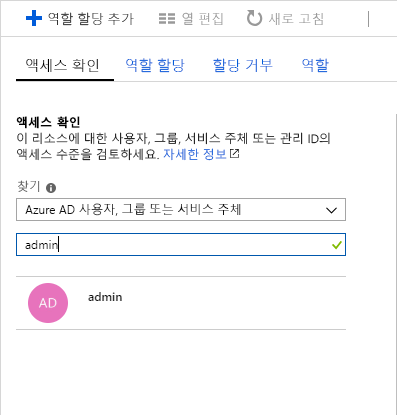 역할 할당 추가 열 편집 새로 고침
액세스 확인 역할 할당 할당 거부 역할
액세스 확인
이 리소스에 대한 사용자, 그룹, 서비스 주체 또는 관리 ID의
액세스 수준을 검토하세요. 자세한 정보
찾기
Azure AD 사용자, 그룹 또는 서비스 주체
admin
AD admin